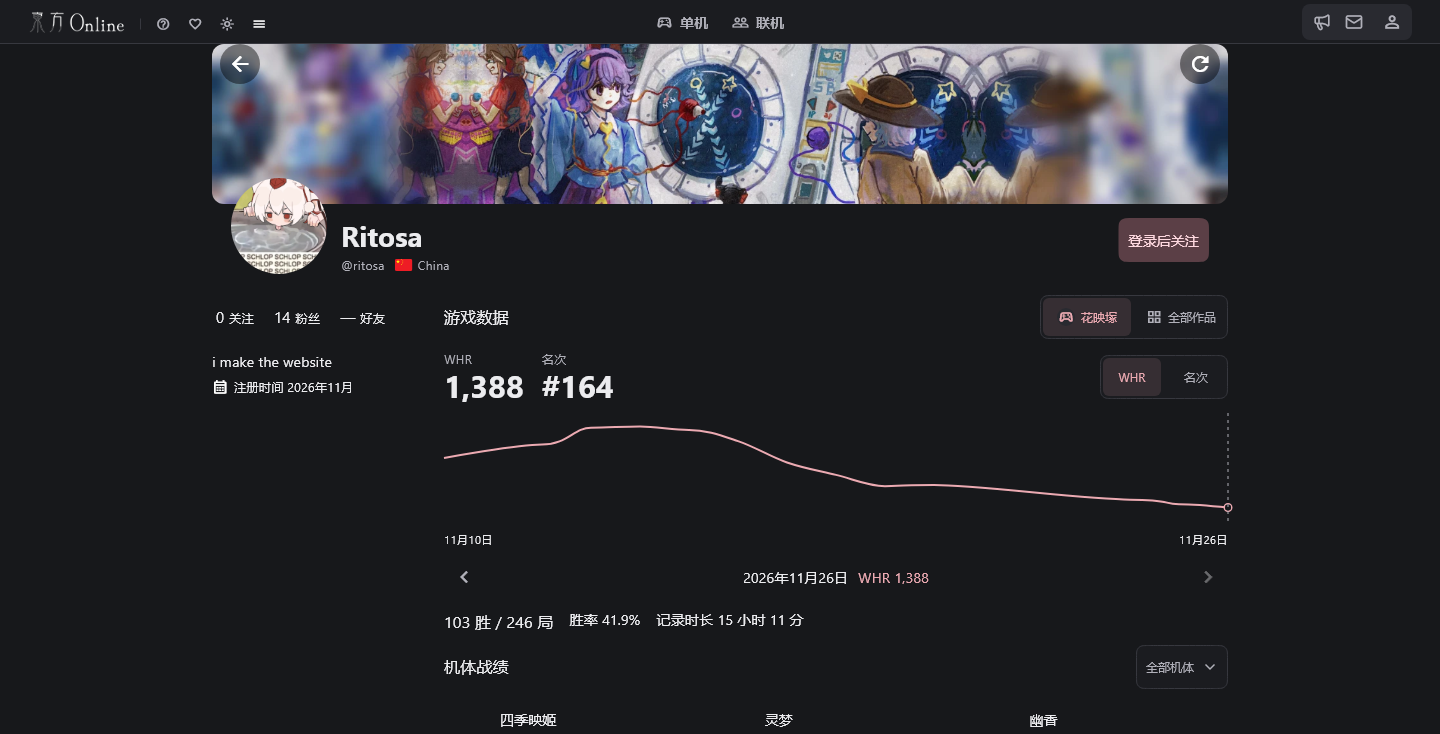 東方 Online
单机
联机
Ritosa
@ritosa
China
登录后关注
0 关注
14 粉丝
— 好友
游戏数据
花映塚
全部作品
i make the website
注册时间 2026年11月
WHR
名次
1,388
#164
WHR
名次
11月10日
11月26日
2026年11月26日 WHR 1,388
103 胜 / 246 局
胜率 41.9%
记录时长 15 小时 11 分
机体战绩
全部机体
四季映姬
灵梦
幽香
SCHLOP SCHLOP SCHLOP